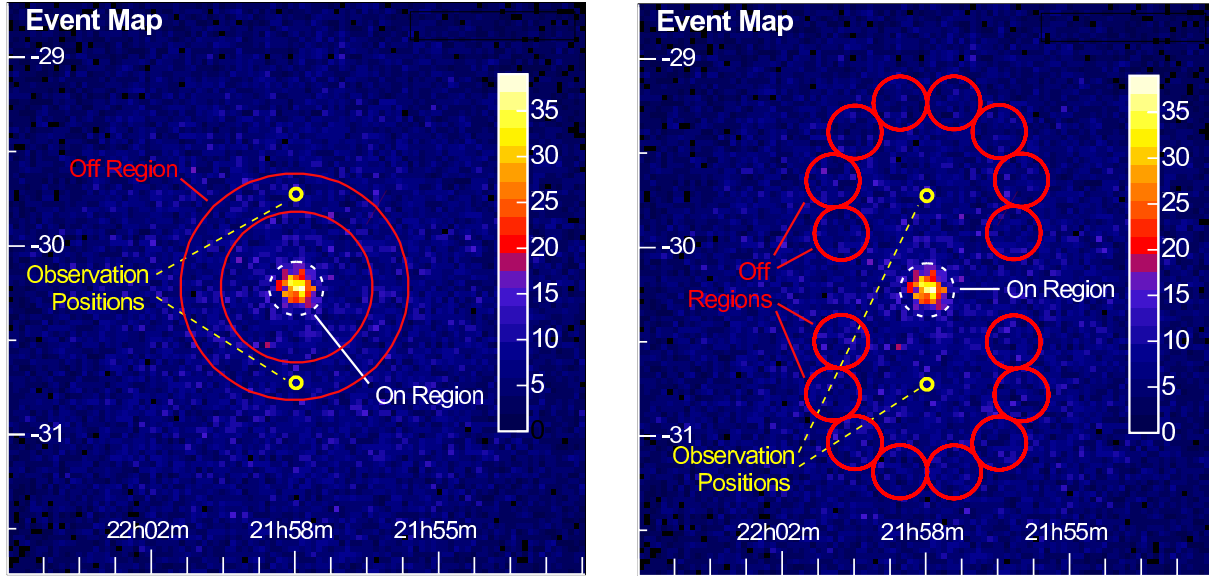 Event Map
-29
-30
-31
Off Region
Observation
Positions
On Region
35
30
25
20
15
10
5
0
22h02m
21h58m
21h55m
Event Map
-29
-30
-31
Off
Regions
On Region
Observation
Positions
35
30
25
20
15
10
5
0
22h02m
21h58m
21h55m